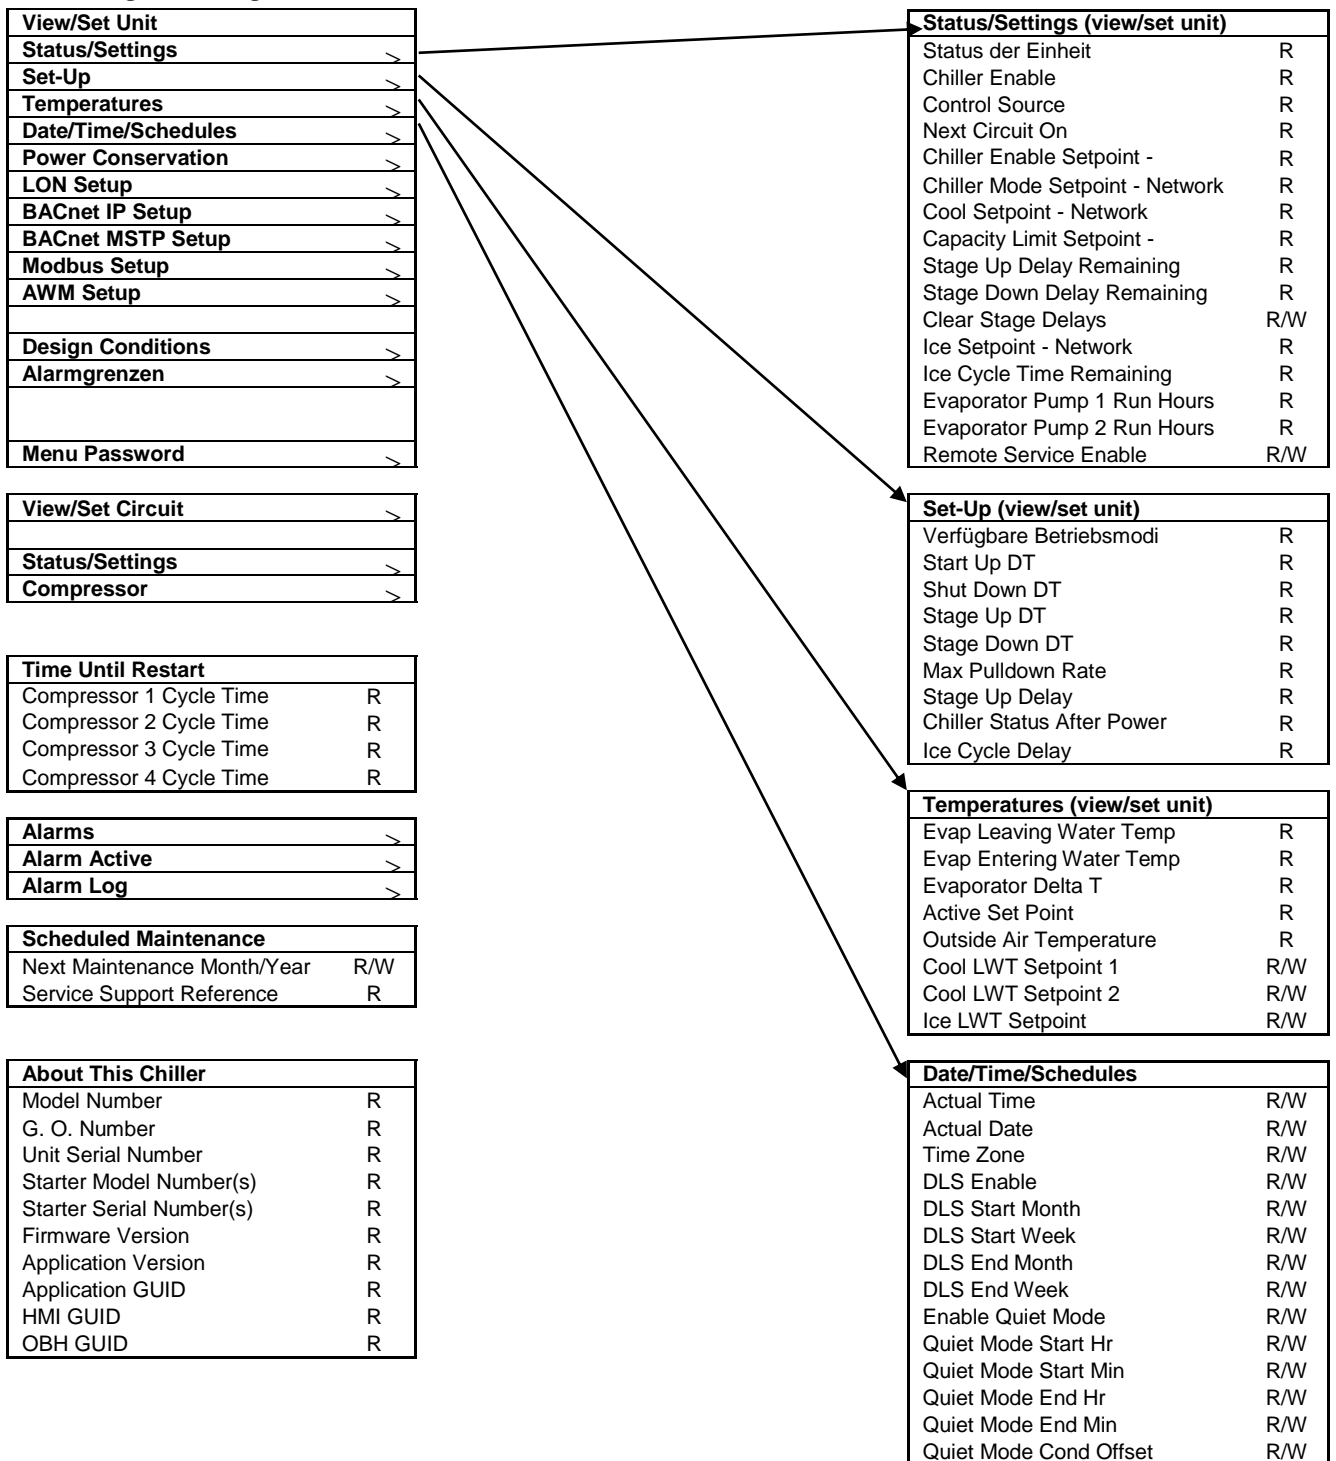 View/Set Unit
Status/Settings >
Set-Up >
Temperatures >
Date/Time/Schedules >
Power Conservation >
LON Setup >
BACnet IP Setup >
BACnet MSTP Setup >
Modbus Setup >
AWM Setup >
Design Conditions >
Alarmgrenzen >
Menu Password >
View/Set Circuit >
Status/Settings >
Compressor >
Time Until Restart
Compressor 1 Cycle Time R
Compressor 2 Cycle Time R
Compressor 3 Cycle Time R
Compressor 4 Cycle Time R
Alarms >
Alarm Active >
Alarm Log >
Scheduled Maintenance
Next Maintenance Month/Year R/W
Service Support Reference R
About This Chiller
Model Number R
G. O. Number R
Unit Serial Number R
Starter Model Number(s) R
Starter Serial Number(s) R
Firmware Version R
Application Version R
Application GUID R
HMI GUID R
OBH GUID R
Status/Settings (view/set unit)
Status der Einheit R
Chiller Enable R
Control Source R
Next Circuit On R
Chiller Enable Setpoint - R
Chiller Mode Setpoint - Network R
Cool Setpoint - Network R
Capacity Limit Setpoint - R
Stage Up Delay Remaining R
Stage Down Delay Remaining R
Clear Stage Delays R/W
Ice Setpoint - Network R
Ice Cycle Time Remaining R
Evaporator Pump 1 Run Hours R
Evaporator Pump 2 Run Hours R
Remote Service Enable R/W
Set-Up (view/set unit)
Verfügbare Betriebsmodi R
Start Up DT R
Shut Down DT R
Stage Up DT R
Stage Down DT R
Max Pulldown Rate R
Stage Up Delay R
Chiller Status After Power R
Ice Cycle Delay R
Temperatures (view/set unit)
Evap Leaving Water Temp R
Evap Entering Water Temp R
Evaporator Delta T R
Active Set Point R
Outside Air Temperature R
Cool LWT Setpoint 1 R/W
Cool LWT Setpoint 2 R/W
Ice LWT Setpoint R/W
Date/Time/Schedules
Actual Time R/W
Actual Date R/W
Time Zone R/W
DLS Enable R/W
DLS Start Month R/W
DLS Start Week R/W
DLS End Month R/W
DLS End Week R/W
Enable Quiet Mode R/W
Quiet Mode Start Hr R/W
Quiet Mode Start Min R/W
Quiet Mode End Hr R/W
Quiet Mode End Min R/W
Quiet Mode Cond Offset R/W